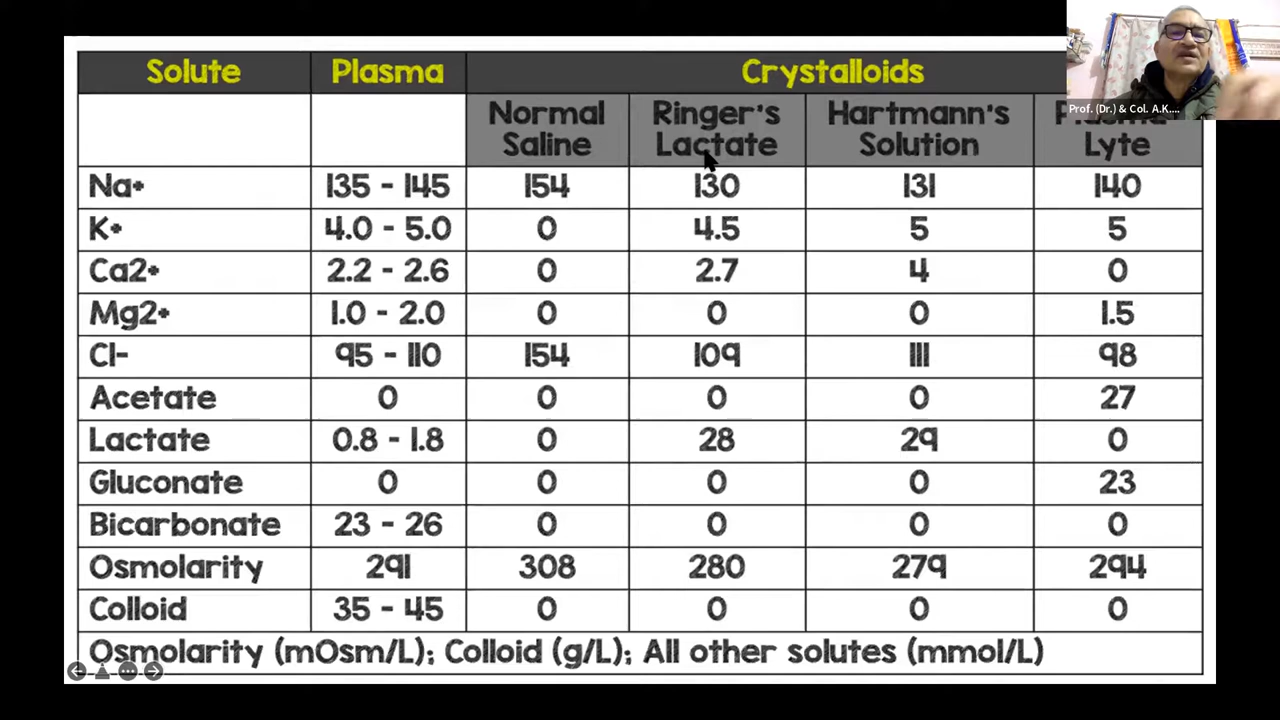 Prof. (Dr.) & Col. A.K....
Solute Plasma Crystalloids
Normal Saline Ringer's Lactate Hartmann's Solution Lyte
Na+ 135 - 145 154 130 131 140
K+ 4.0 - 5.0 0 4.5 5 5
Ca2+ 2.2 - 2.6 0 2.7 4 0
Mg2+ 1.0 - 2.0 0 0 0 1.5
Cl- 95 - 110 154 109 111 98
Acetate 0 0 0 0 27
Lactate 0.8 - 1.8 0 28 29 0
Gluconate 0 0 0 0 23
Bicarbonate 23 - 26 0 0 0 0
Osmolarity 291 308 280 279 294
Colloid 35 - 45 0 0 0 0
Osmolarity (mOsm/L); Colloid (g/L); All other solutes (mmol/L)